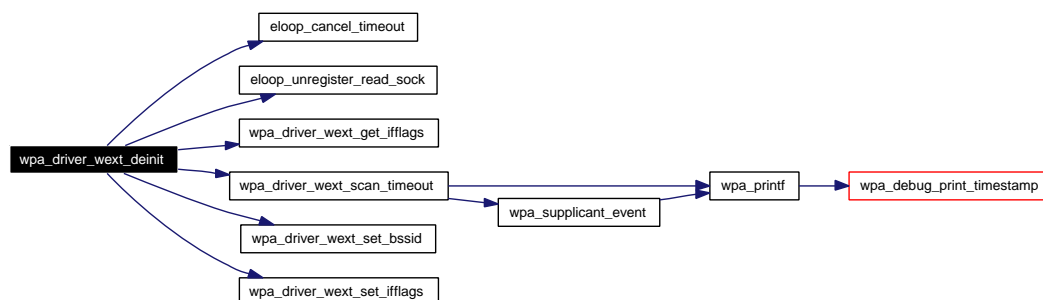 eloop_cancel_timeout
eloop_unregister_read_sock
wpa_driver_wext_get_ifflags
wpa_driver_wext_deinit
wpa_driver_wext_scan_timeout
wpa_printf
wpa_debug_print_timestamp
wpa_supplicant_event
wpa_driver_wext_set_bssid
wpa_driver_wext_set_ifflags